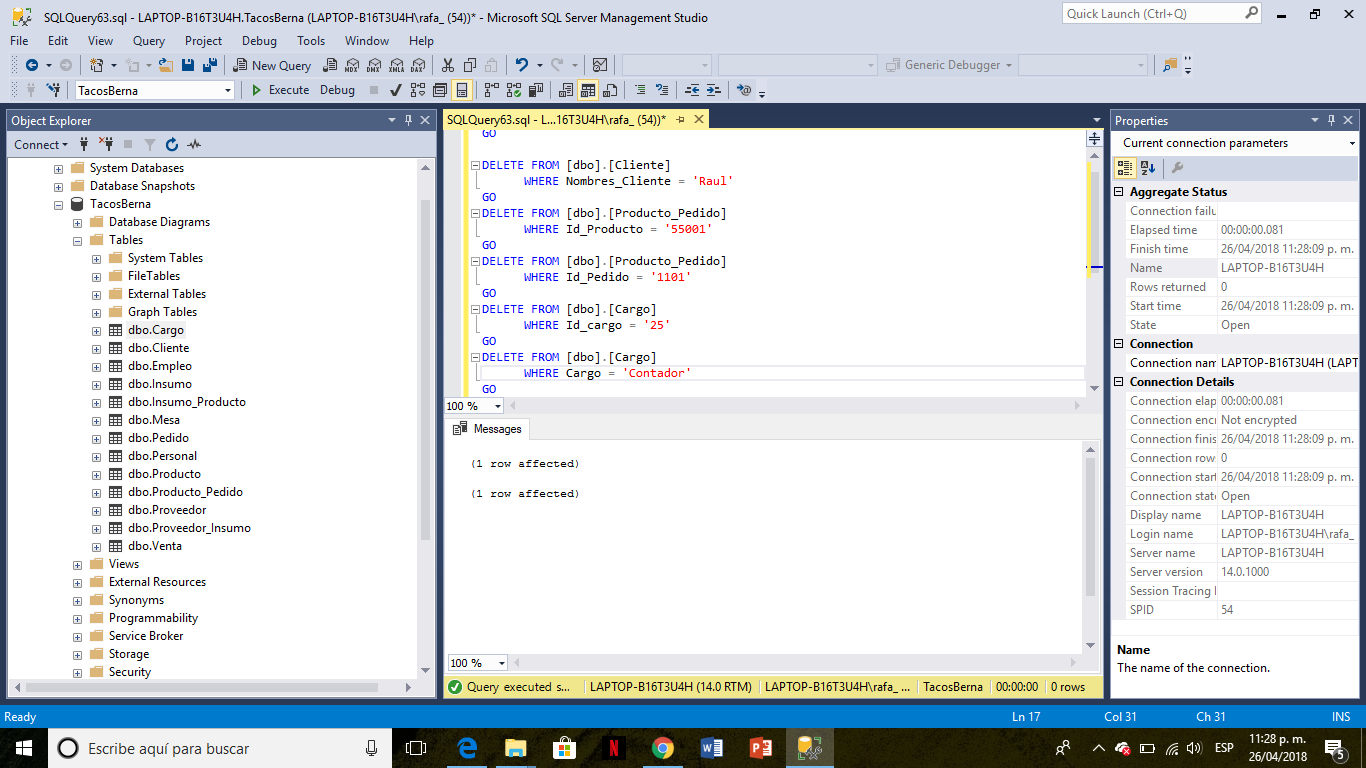 SQLQuery63.sql - LAPTOP-B16T3U4H.TacosBerna (LAPTOP-B16T3U4H\rafa_ (54))* - Microsoft SQL Server Management Studio
Quick Launch (Ctrl+Q)
File Edit View Query Project Debug Tools Window Help
New Query MDX DMX XMLA DAX Generic Debugger
TacosBerna Execute Debug
Object Explorer
Connect
System Databases
Database Snapshots
TacosBerna
Database Diagrams
Tables
System Tables
FileTables
External Tables
Graph Tables
dbo.Cargo
dbo.Cliente
dbo.Empleo
dbo.Insumo
dbo.Insumo_Producto
dbo.Mesa
dbo.Pedido
dbo.Personal
dbo.Producto
dbo.Producto_Pedido
dbo.Proveedor
dbo.Proveedor_Insumo
dbo.Venta
Views
External Resources
Synonyms
Programmability
Service Broker
Storage
Security
SQLQuery63.sql - L...16T3U4H\rafa_ (54))*
GO
DELETE FROM [dbo].[Cliente]
WHERE Nombres_Cliente = 'Raul'
GO
DELETE FROM [dbo].[Producto_Pedido]
WHERE Id_Producto = '55001'
GO
DELETE FROM [dbo].[Producto_Pedido]
WHERE Id_Pedido = '1101'
GO
DELETE FROM [dbo].[Cargo]
WHERE Id_cargo = '25'
GO
DELETE FROM [dbo].[Cargo]
WHERE Cargo = 'Contador'
GO
100 %
Messages
(1 row affected)
(1 row affected)
100 %
Query executed s... LAPTOP-B16T3U4H (14.0 RTM) LAPTOP-B16T3U4H\rafa_ ... TacosBerna 00:00:00 0 rows
Properties
Current connection parameters
Aggregate Status
Connection failu
Elapsed time 00:00:00.081
Finish time 26/04/2018 11:28:09 p. m.
Name LAPTOP-B16T3U4H
Rows returned 0
Start time 26/04/2018 11:28:09 p. m.
State Open
Connection
Connection nam LAPTOP-B16T3U4H (LAPT
Connection Details
Connection elap 00:00:00.081
Connection encr Not encrypted
Connection finis 26/04/2018 11:28:09 p. m.
Connection row 0
Connection start 26/04/2018 11:28:09 p. m.
Connection stat Open
Display name LAPTOP-B16T3U4H
Login name LAPTOP-B16T3U4H\rafa_
Server name LAPTOP-B16T3U4H
Server version 14.0.1000
Session Tracing I
SPID 54
Name
The name of the connection.
Ready Ln 17 Col 31 Ch 31 INS
Escribe aquí para buscar
ESP
11:28 p. m.
26/04/2018
5